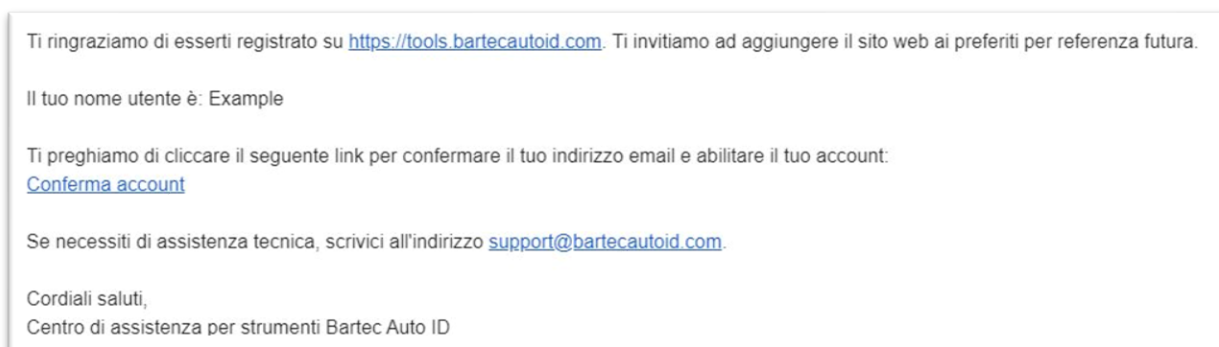 Ti ringraziamo di esserti registrato su https://tools.bartecautoid.com. Ti invitiamo ad aggiungere il sito web ai preferiti per referenza futura.
Il tuo nome utente è: Example
Ti preghiamo di cliccare il seguente link per confermare il tuo indirizzo email e abilitare il tuo account:
Conferma account
Se necessiti di assistenza tecnica, scrivici all'indirizzo support@bartecautoid.com.
Cordiali saluti,
Centro di assistenza per strumenti Bartec Auto ID